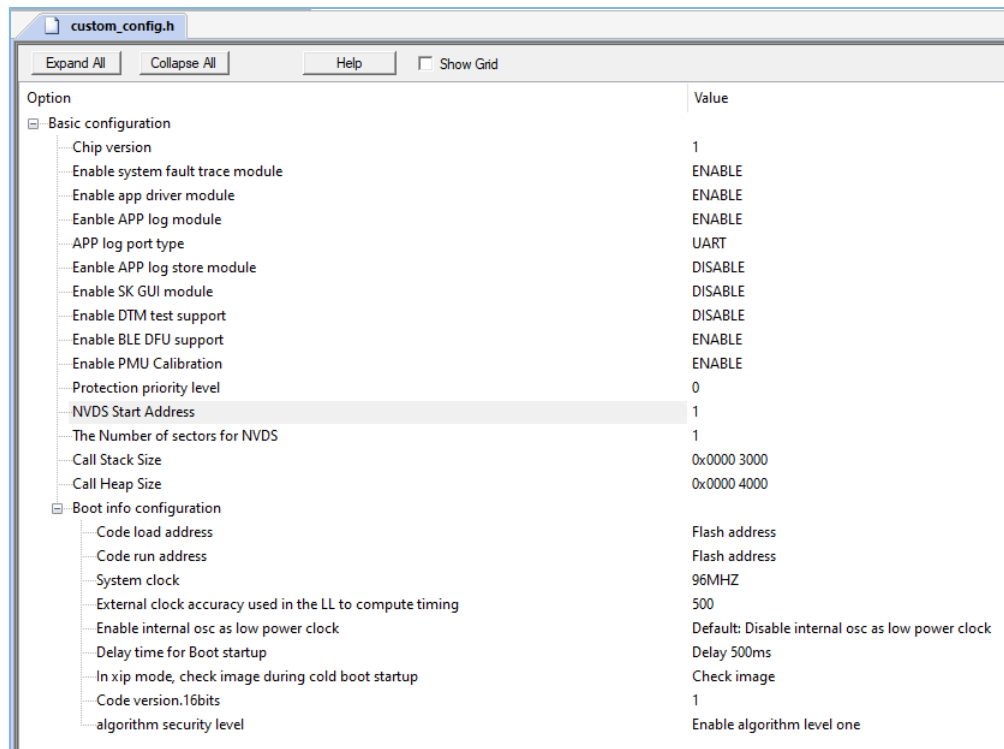 custom_config.h
Expand All Collapse All Help Show Grid
Option Value
Basic configuration
Chip version 1
Enable system fault trace module ENABLE
Enable app driver module ENABLE
Eanble APP log module ENABLE
APP log port type UART
Eanble APP log store module DISABLE
Enable SK GUI module DISABLE
Enable DTM test support DISABLE
Enable BLE DFU support ENABLE
Enable PMU Calibration ENABLE
Protection priority level 0
NVDS Start Address 1
The Number of sectors for NVDS 1
Call Stack Size 0x0000 3000
Call Heap Size 0x0000 4000
Boot info configuration
Code load address Flash address
Code run address Flash address
System clock 96MHZ
External clock accuracy used in the LL to compute timing 500
Enable internal osc as low power clock Default: Disable internal osc as low power clock
Delay time for Boot startup Delay 500ms
In xip mode, check image during cold boot startup Check image
Code version.16bits 1
algorithm security level Enable algorithm level one